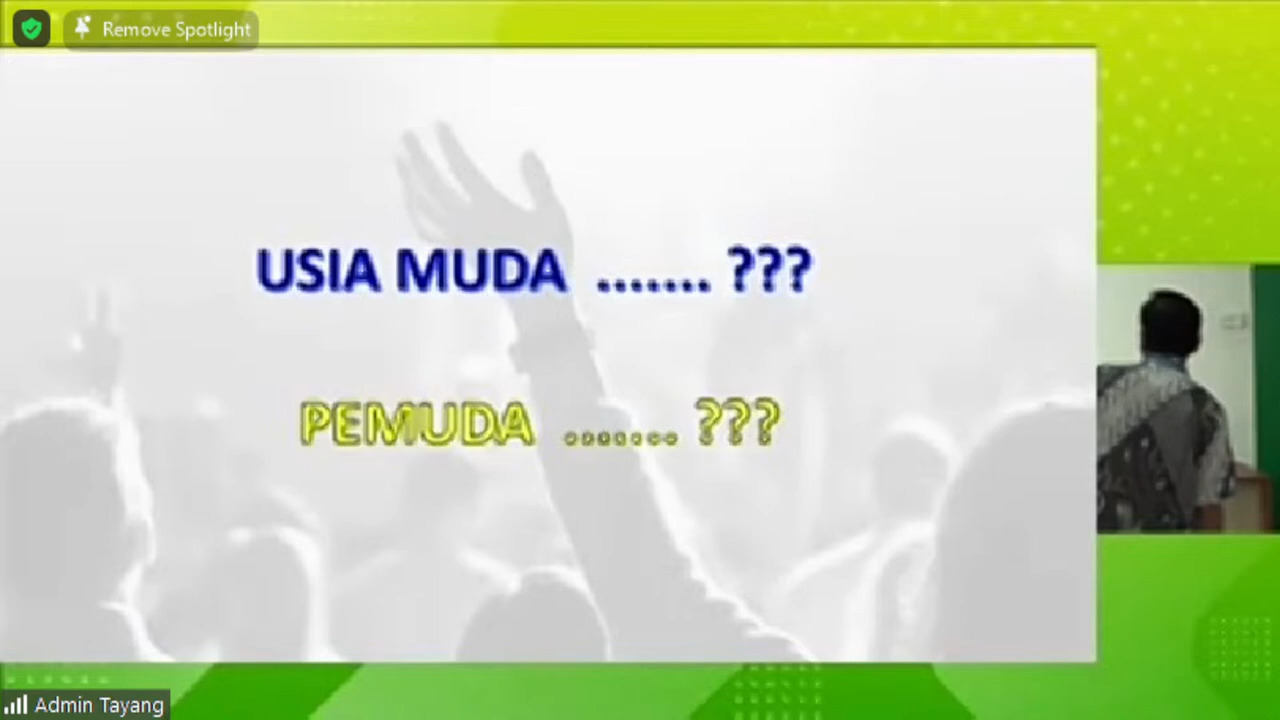 Remove Spotlight
USIA MUDA ....... ???
PEMUDA ....... ???
Admin Tayang